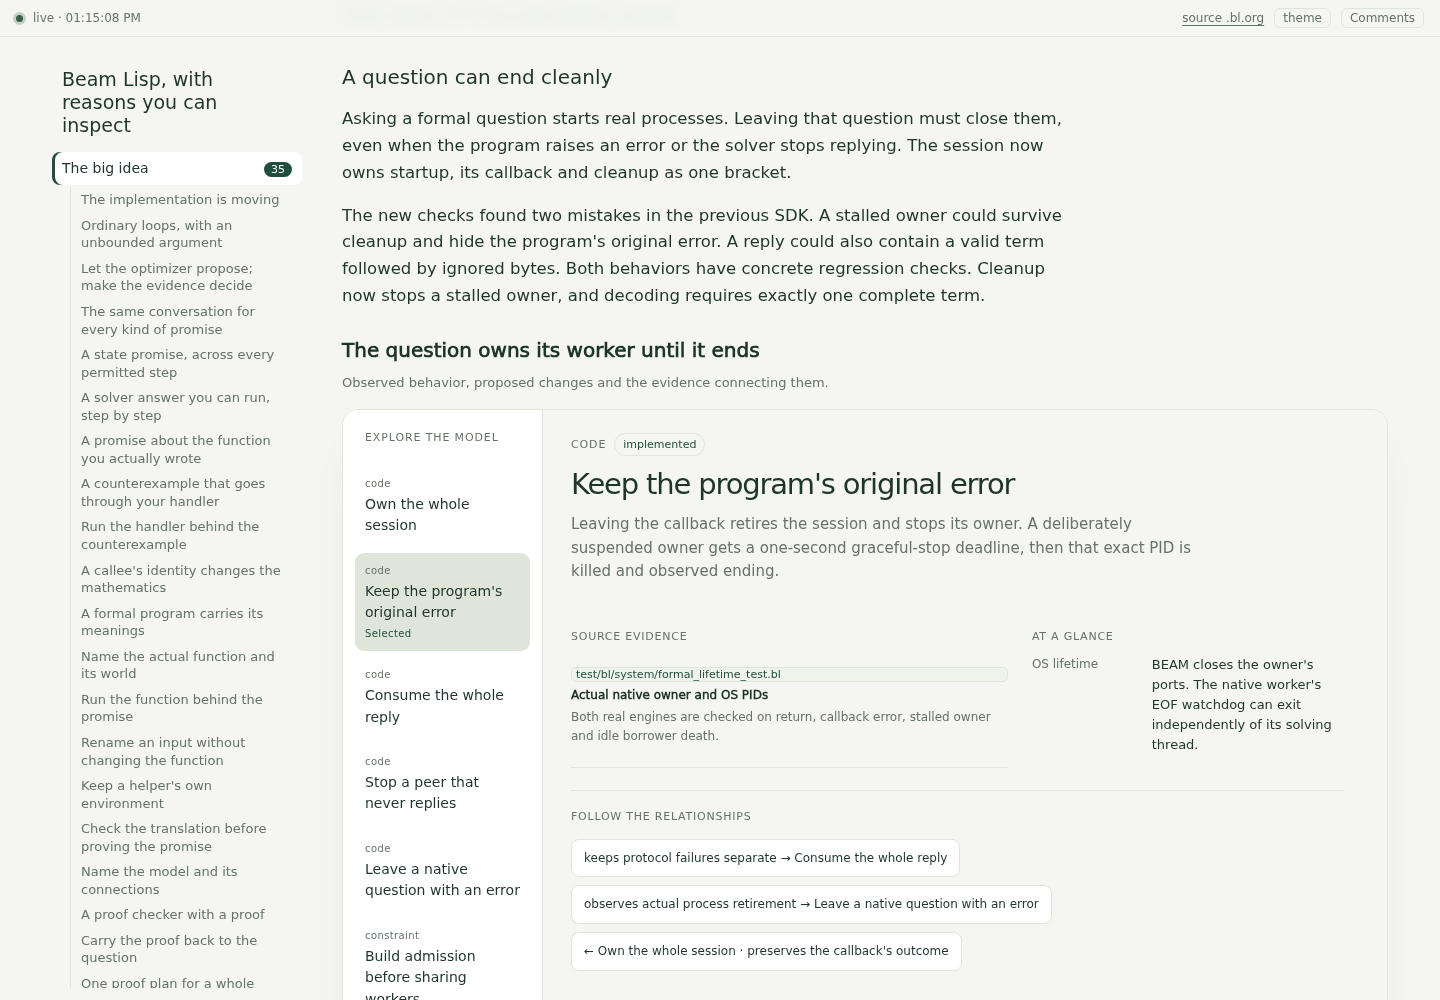 live · 01:15:08 PM
source .bl.org
theme
Comments
Beam Lisp, with
reasons you can
inspect
The big idea
35
The implementation is moving
Ordinary loops, with an
unbounded argument
Let the optimizer propose;
make the evidence decide
The same conversation for
every kind of promise
A state promise, across every
permitted step
A solver answer you can run,
step by step
A promise about the function
you actually wrote
A counterexample that goes
through your handler
Run the handler behind the
counterexample
A callee's identity changes the
mathematics
A formal program carries its
meanings
Name the actual function and
its world
Run the function behind the
promise
Rename an input without
changing the function
Keep a helper's own
environment
Check the translation before
proving the promise
Name the model and its
connections
A proof checker with a proof
Carry the proof back to the
question
One proof plan for a whole
A question can end cleanly
Asking a formal question starts real processes. Leaving that question must close them,
even when the program raises an error or the solver stops replying. The session now
owns startup, its callback and cleanup as one bracket.
The new checks found two mistakes in the previous SDK. A stalled owner could survive
cleanup and hide the program's original error. A reply could also contain a valid term
followed by ignored bytes. Both behaviors have concrete regression checks. Cleanup
now stops a stalled owner, and decoding requires exactly one complete term.
The question owns its worker until it ends
Observed behavior, proposed changes and the evidence connecting them.
EXPLORE THE MODEL
code
Own the whole
session
code
Keep the program's
original error
Selected
code
Consume the whole
reply
code
Stop a peer that
never replies
code
Leave a native
question with an error
constraint
Build admission
before sharing
workers
CODE
implemented
Keep the program's original error
Leaving the callback retires the session and stops its owner. A deliberately
suspended owner gets a one-second graceful-stop deadline, then that exact PID is
killed and observed ending.
SOURCE EVIDENCE
test/bl/system/formal_lifetime_test.bl
Actual native owner and OS PIDs
Both real engines are checked on return, callback error, stalled owner
and idle borrower death.
AT A GLANCE
OS lifetime
BEAM closes the owner's
ports. The native worker's
EOF watchdog can exit
independently of its solving
thread.
FOLLOW THE RELATIONSHIPS
keeps protocol failures separate → Consume the whole reply
observes actual process retirement → Leave a native question with an error
← Own the whole session · preserves the callback's outcome